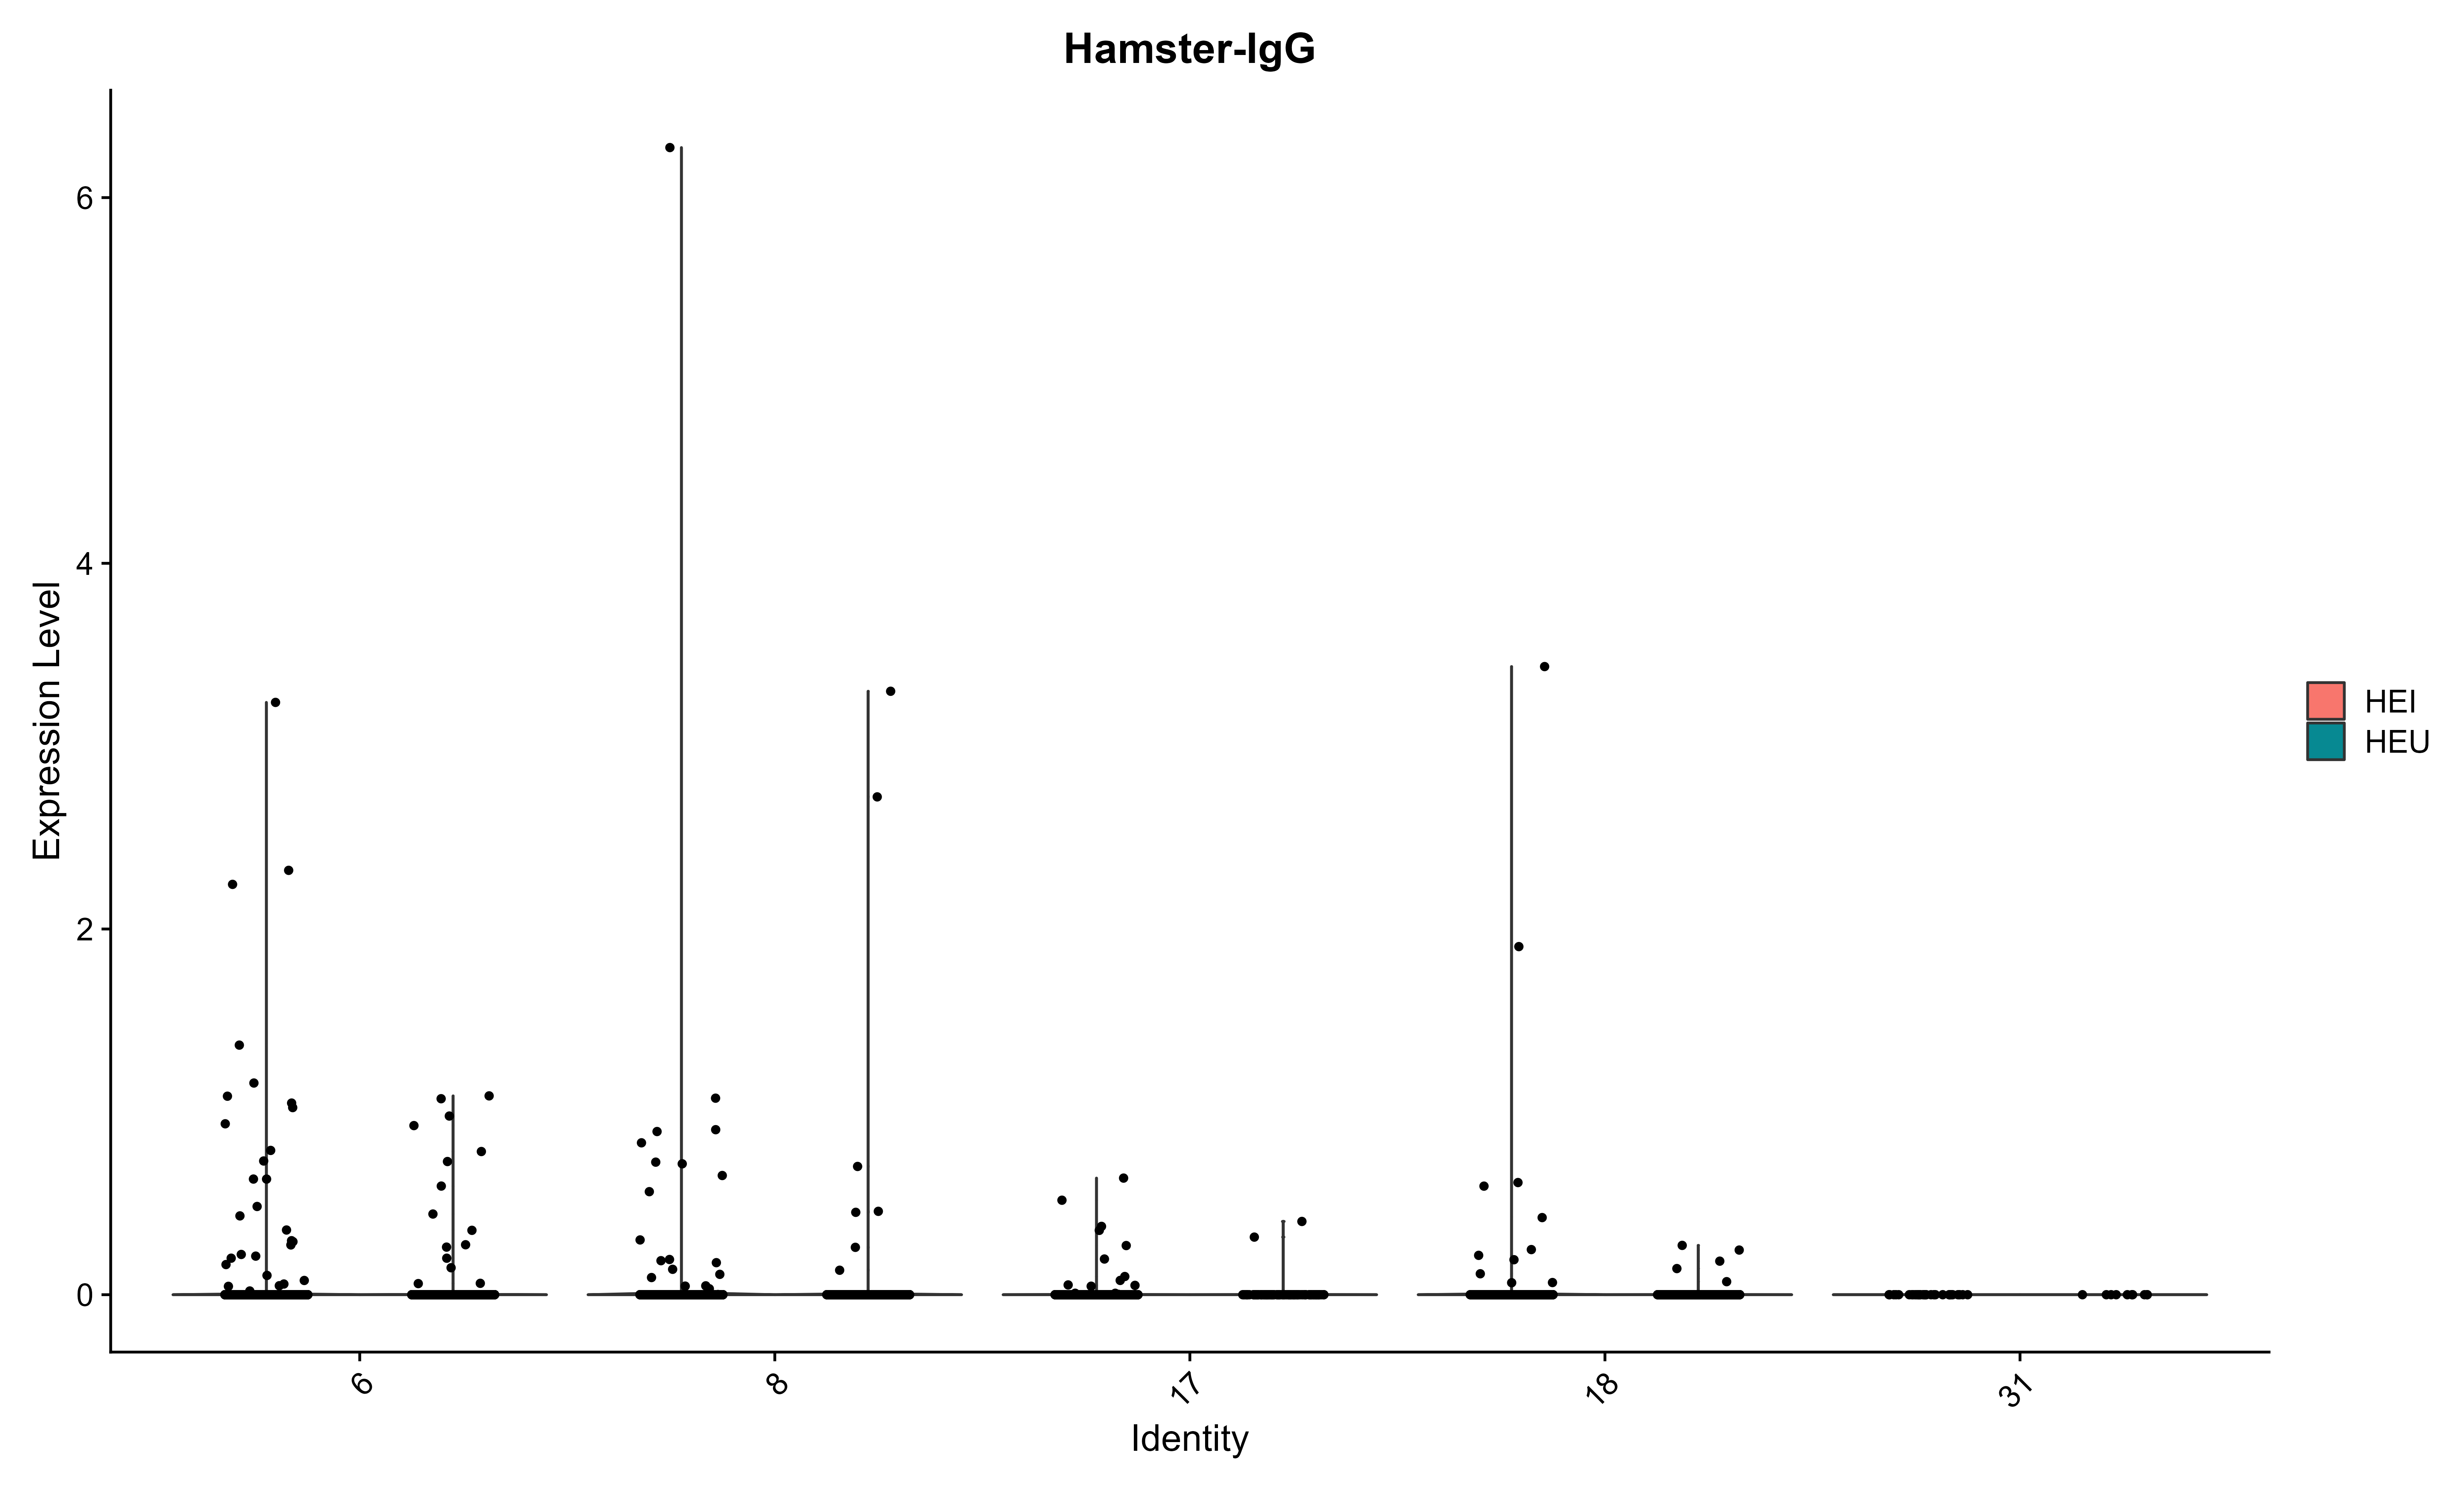 Hamster-IgG
Expression Level
6
4
2
0
6
8
17
18
31
Identity
HEI
HEU